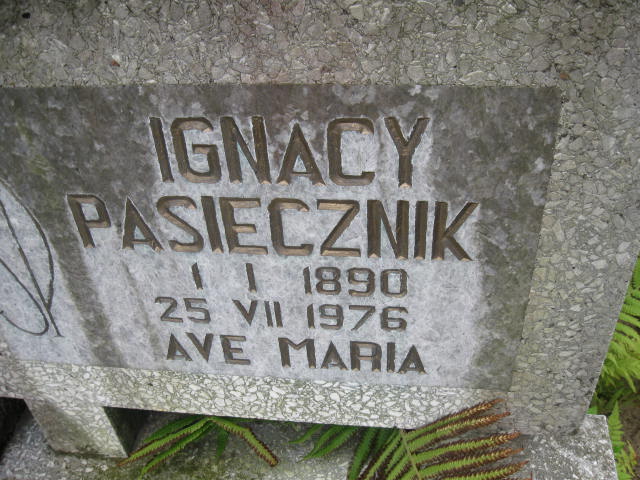 IGNACY
PASIECZNIK
1 I 1890
25 VII 1976
AVE MARIA